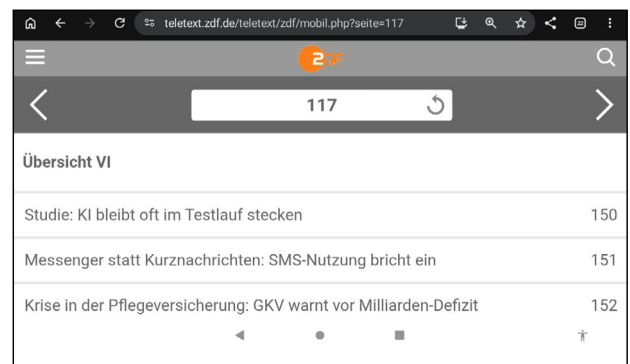 teletext.zdf.de/teletext/zdf/mobil.php?seite=117
22
ZDF
117
Übersicht VI
Studie: KI bleibt oft im Testlauf stecken 150
Messenger statt Kurznachrichten: SMS-Nutzung bricht ein 151
Krise in der Pflegeversicherung: GKV warnt vor Milliarden-Defizit 152